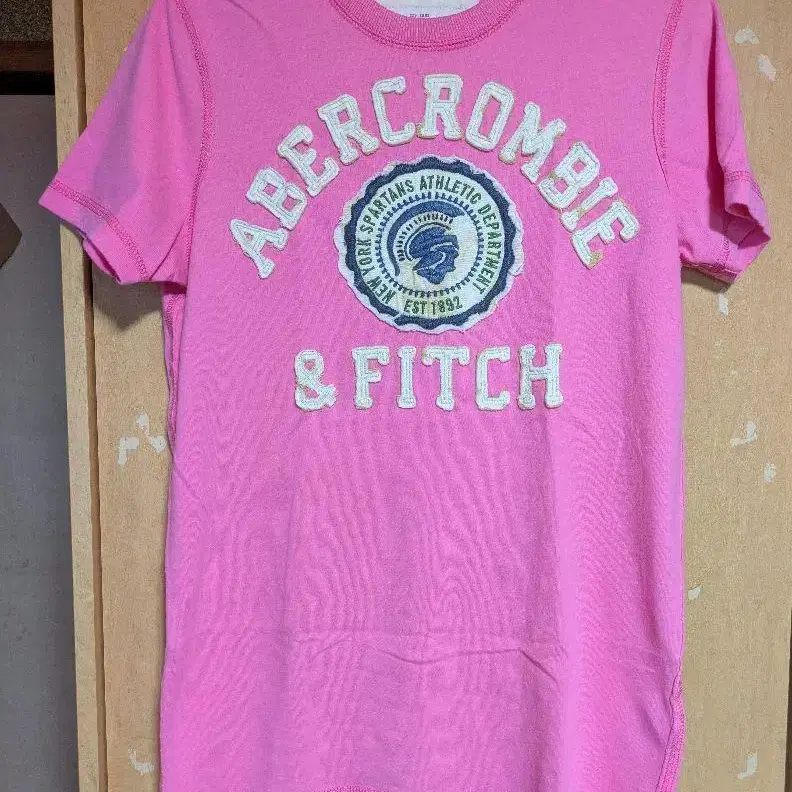 ABERCROMBIE
NEW YORK SPARTANS ATHLETIC DEPARTMENT
EST 1892
& FITCH